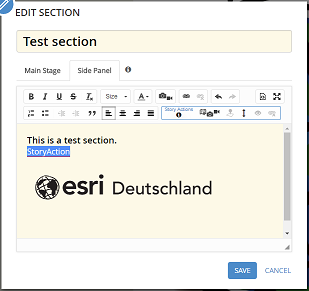 EDIT SECTION
Test section
Main Stage Side Panel
B I U S Tx Size A
Story Actions
This is a test section.
StoryAction
esri Deutschland
SAVE CANCEL